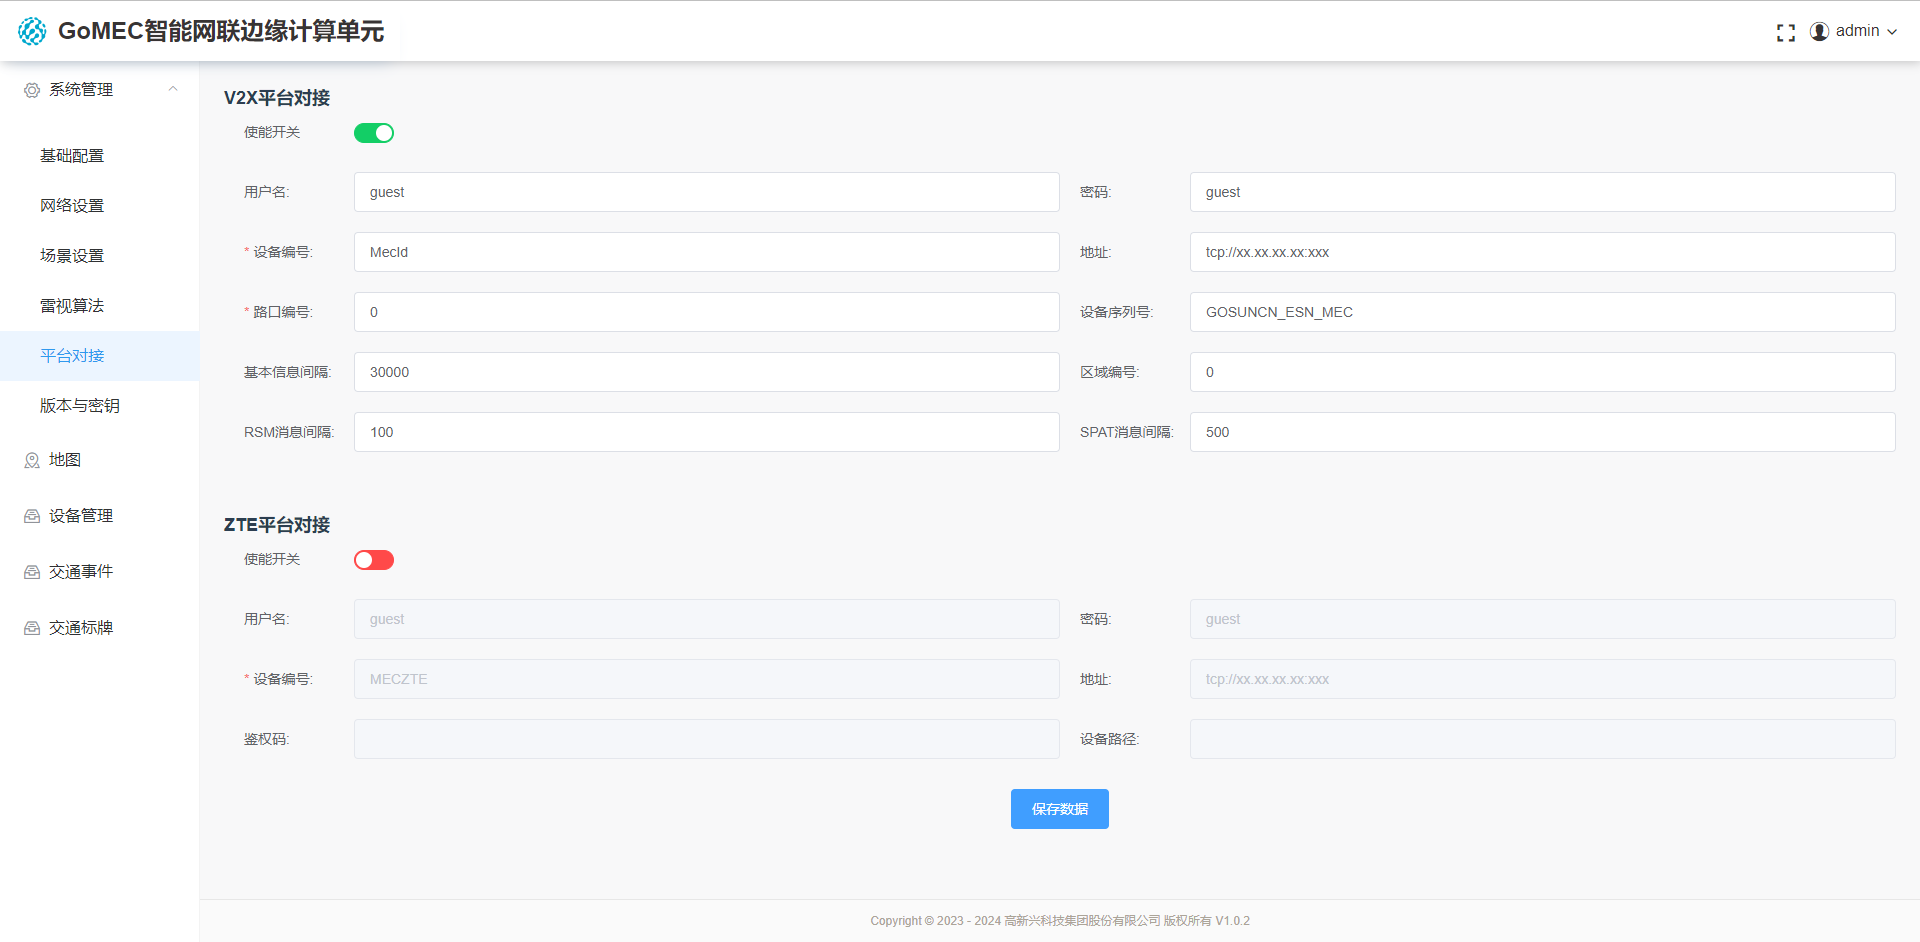 GoMEC智能网联边缘计算单元
admin
系统管理
基础配置
网络设置
场景设置
雷视算法
平台对接
版本与密钥
地图
设备管理
交通事件
交通标牌
V2X平台对接
使能开关
用户名: guest 密码: guest
* 设备编号: MecId 地址: tcp://xx.xx.xx.xx:xxx
* 路口编号: 0 设备序列号: GOSUNCN_ESN_MEC
基本信息间隔: 30000 区域编号: 0
RSM消息间隔: 100 SPAT消息间隔: 500
ZTE平台对接
使能开关
用户名: guest 密码: guest
* 设备编号: MECZTE 地址: tcp://xx.xx.xx.xx:xxx
鉴权码: 设备路径:
保存数据
Copyright © 2023 - 2024 高新兴科技集团股份有限公司 版权所有 V1.0.2